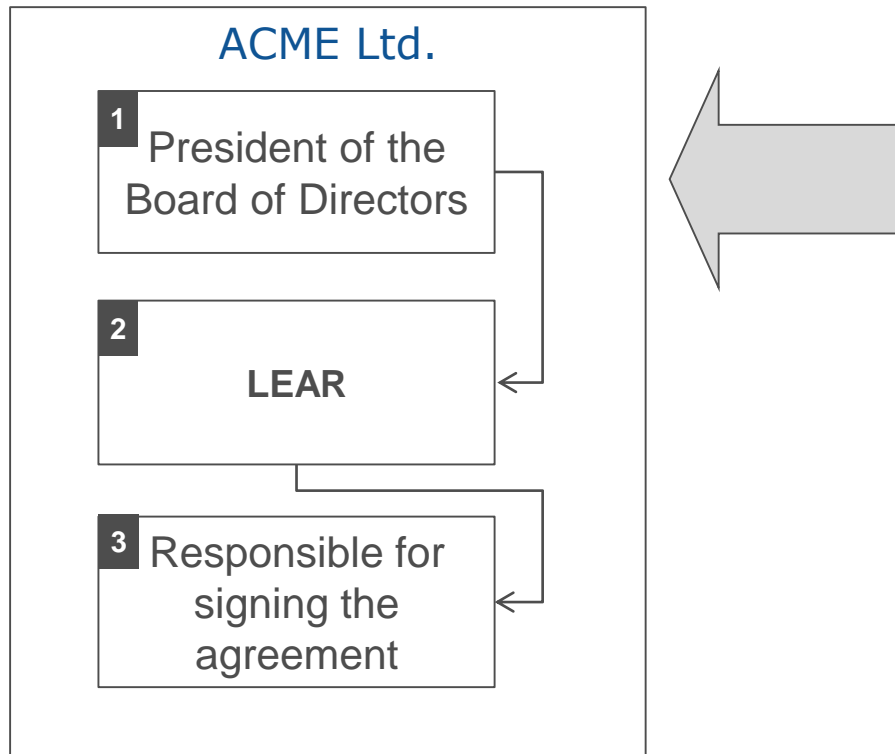 ACME Ltd.
1
President of the
Board of Directors
2
LEAR
3
Responsible for
signing the
agreement